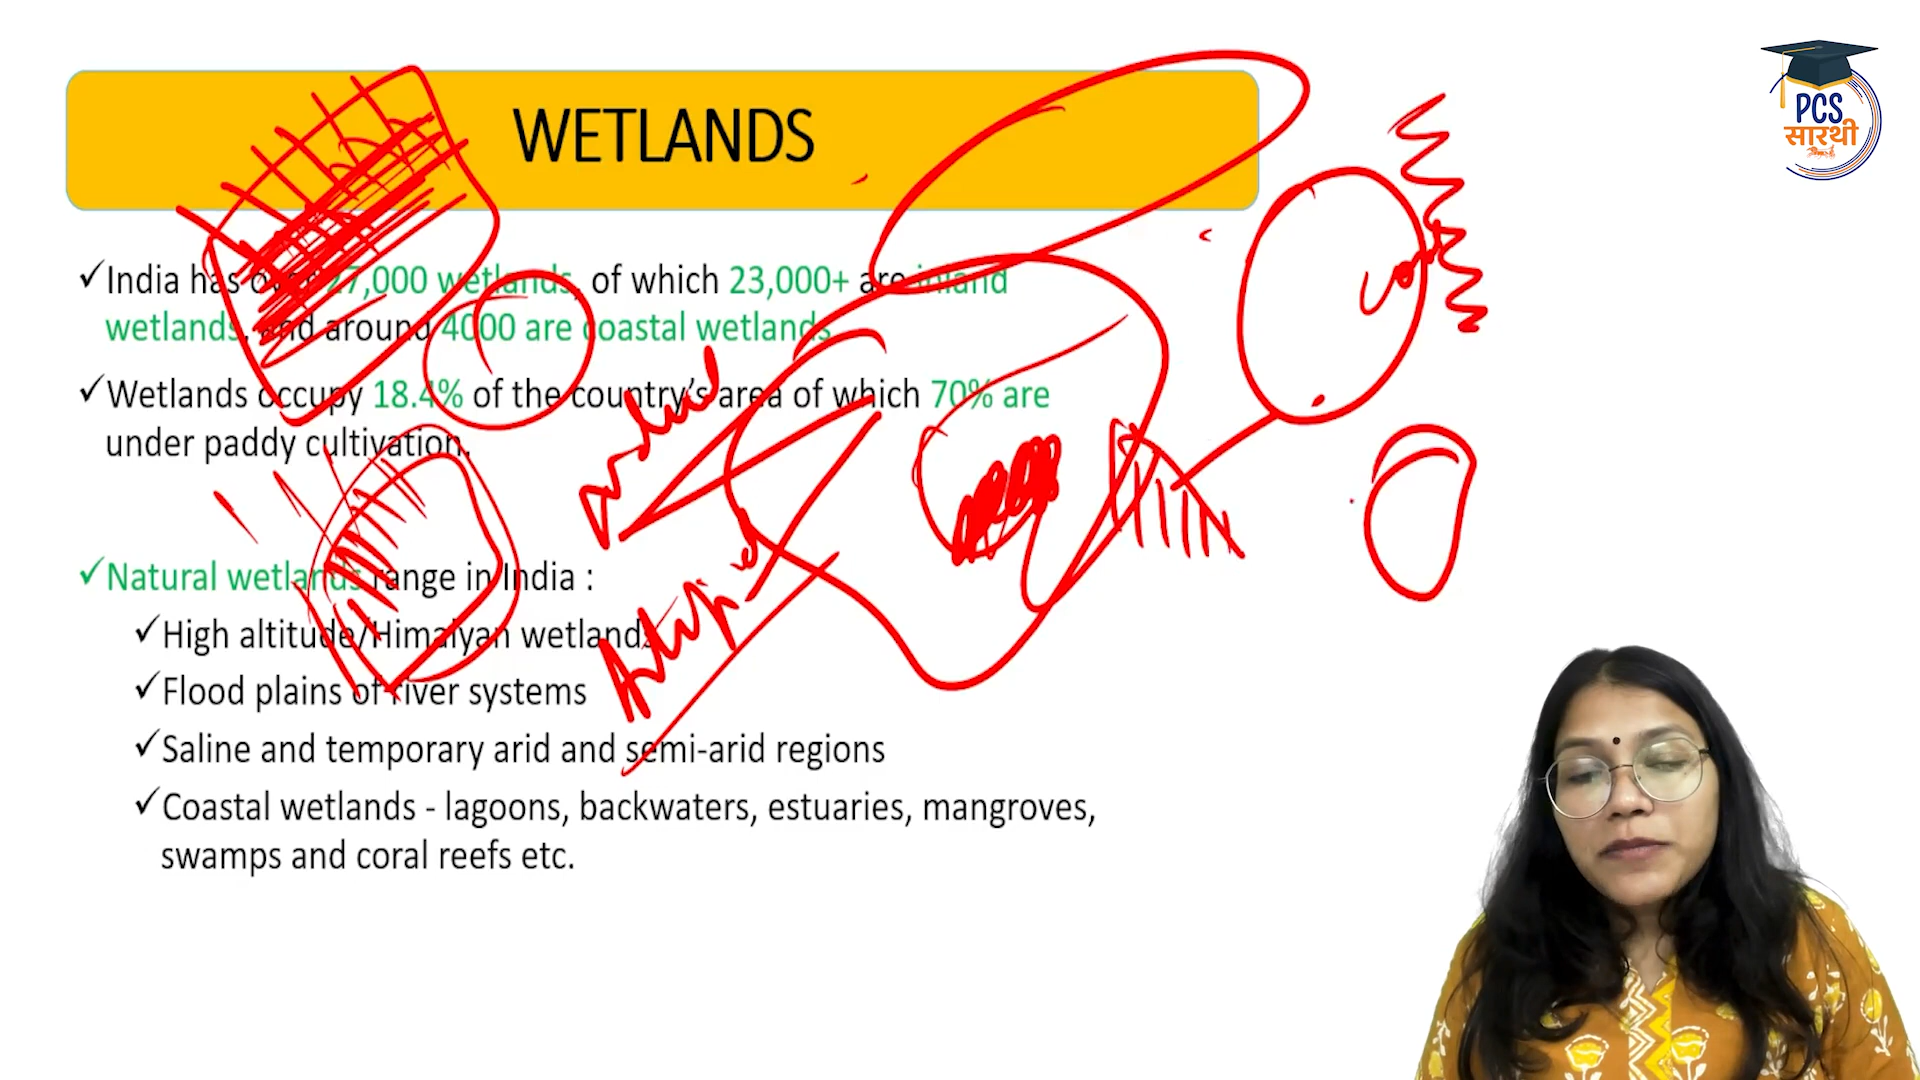 WETLANDS
PCS
सारथी
✓India has over 27,000 wetlands, of which 23,000+ are inland
wetlands, and around 4000 are coastal wetlands
✓Wetlands occupy 18.4% of the country's area of which 70% are
under paddy cultivation.
✓Natural wetlands range in India :
✓High altitude/Himalyan wetlands
✓Flood plains of river systems
✓Saline and temporary arid and semi-arid regions
✓Coastal wetlands - lagoons, backwaters, estuaries, mangroves,
swamps and coral reefs etc.